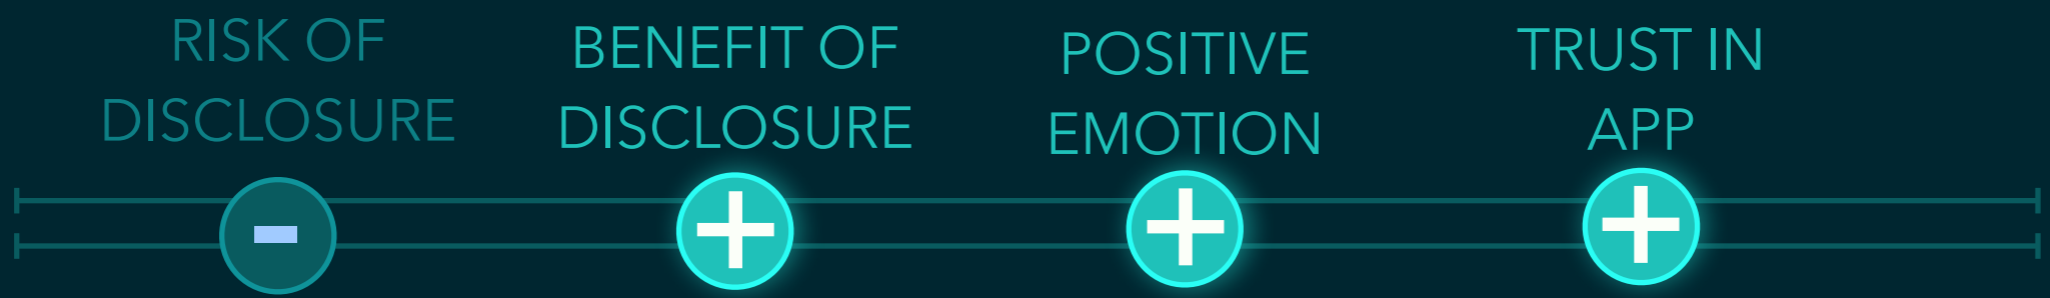 RISK OF
DISCLOSURE
-
BENEFIT OF
DISCLOSURE
+
POSITIVE
EMOTION
+
TRUST IN
APP
+